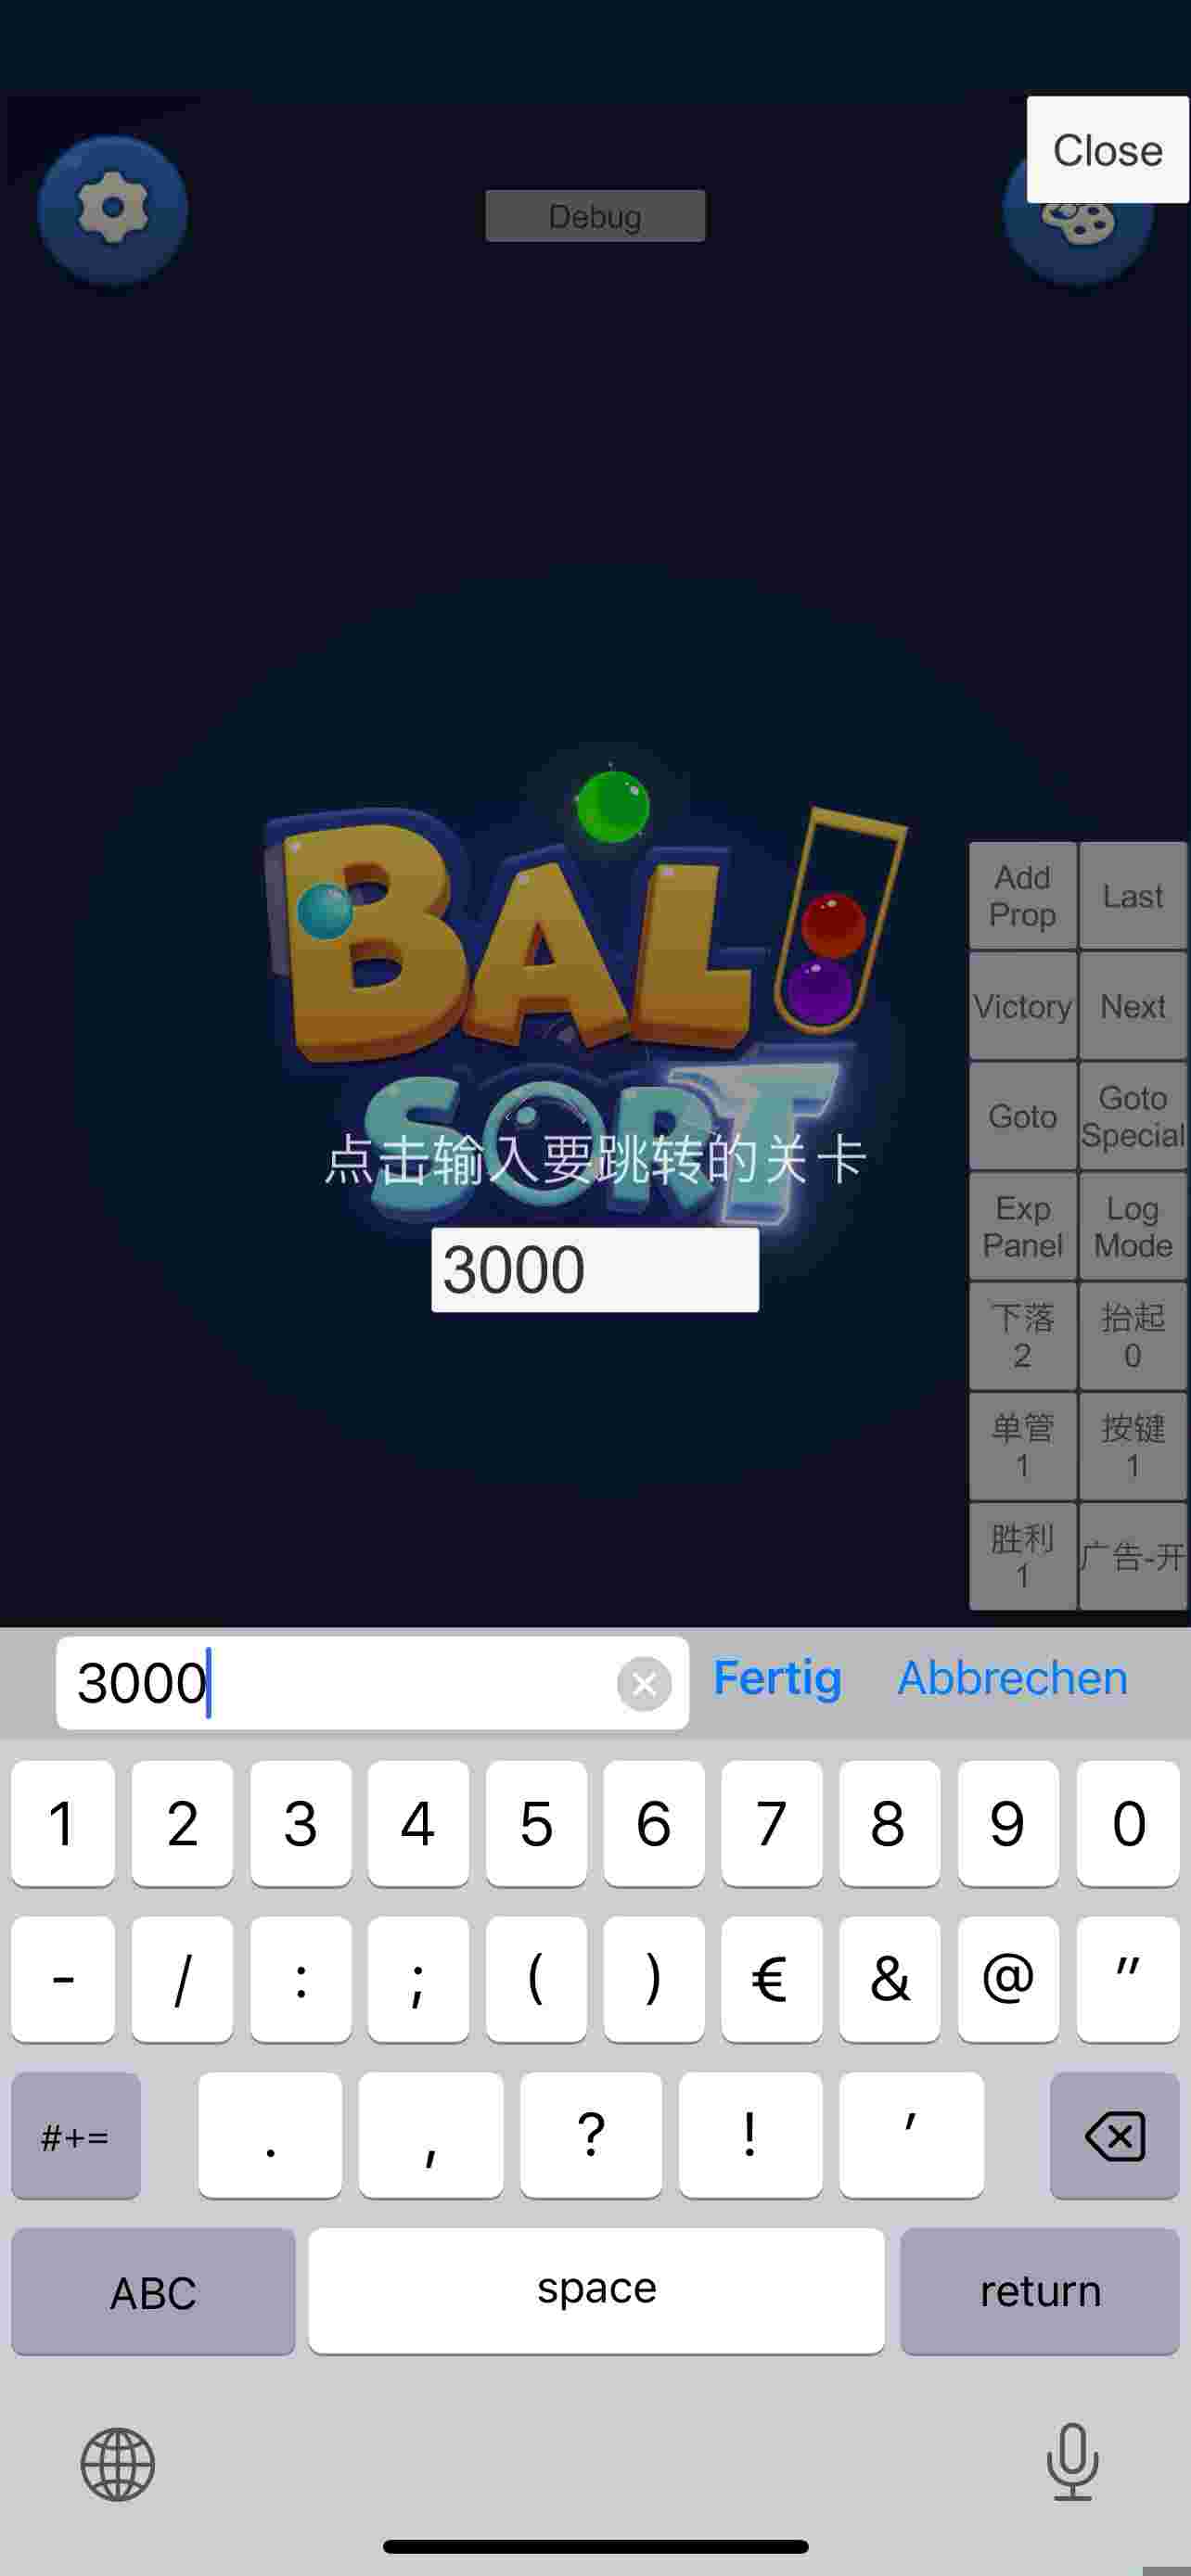 Close
Debug
BALL
SORT
点击输入要跳转的关卡
3000
Add
Prop
Last
Victory
Next
Goto
Goto
Special
Exp
Panel
Log
Mode
下落
2
抬起
0
单管
1
按键
1
胜利
1
广告-开
3000
Fertig
Abbrechen
1 2 3 4 5 6 7 8 9 0
- / : ; ( ) € & @ "
#+= . , ? ! '
ABC space return